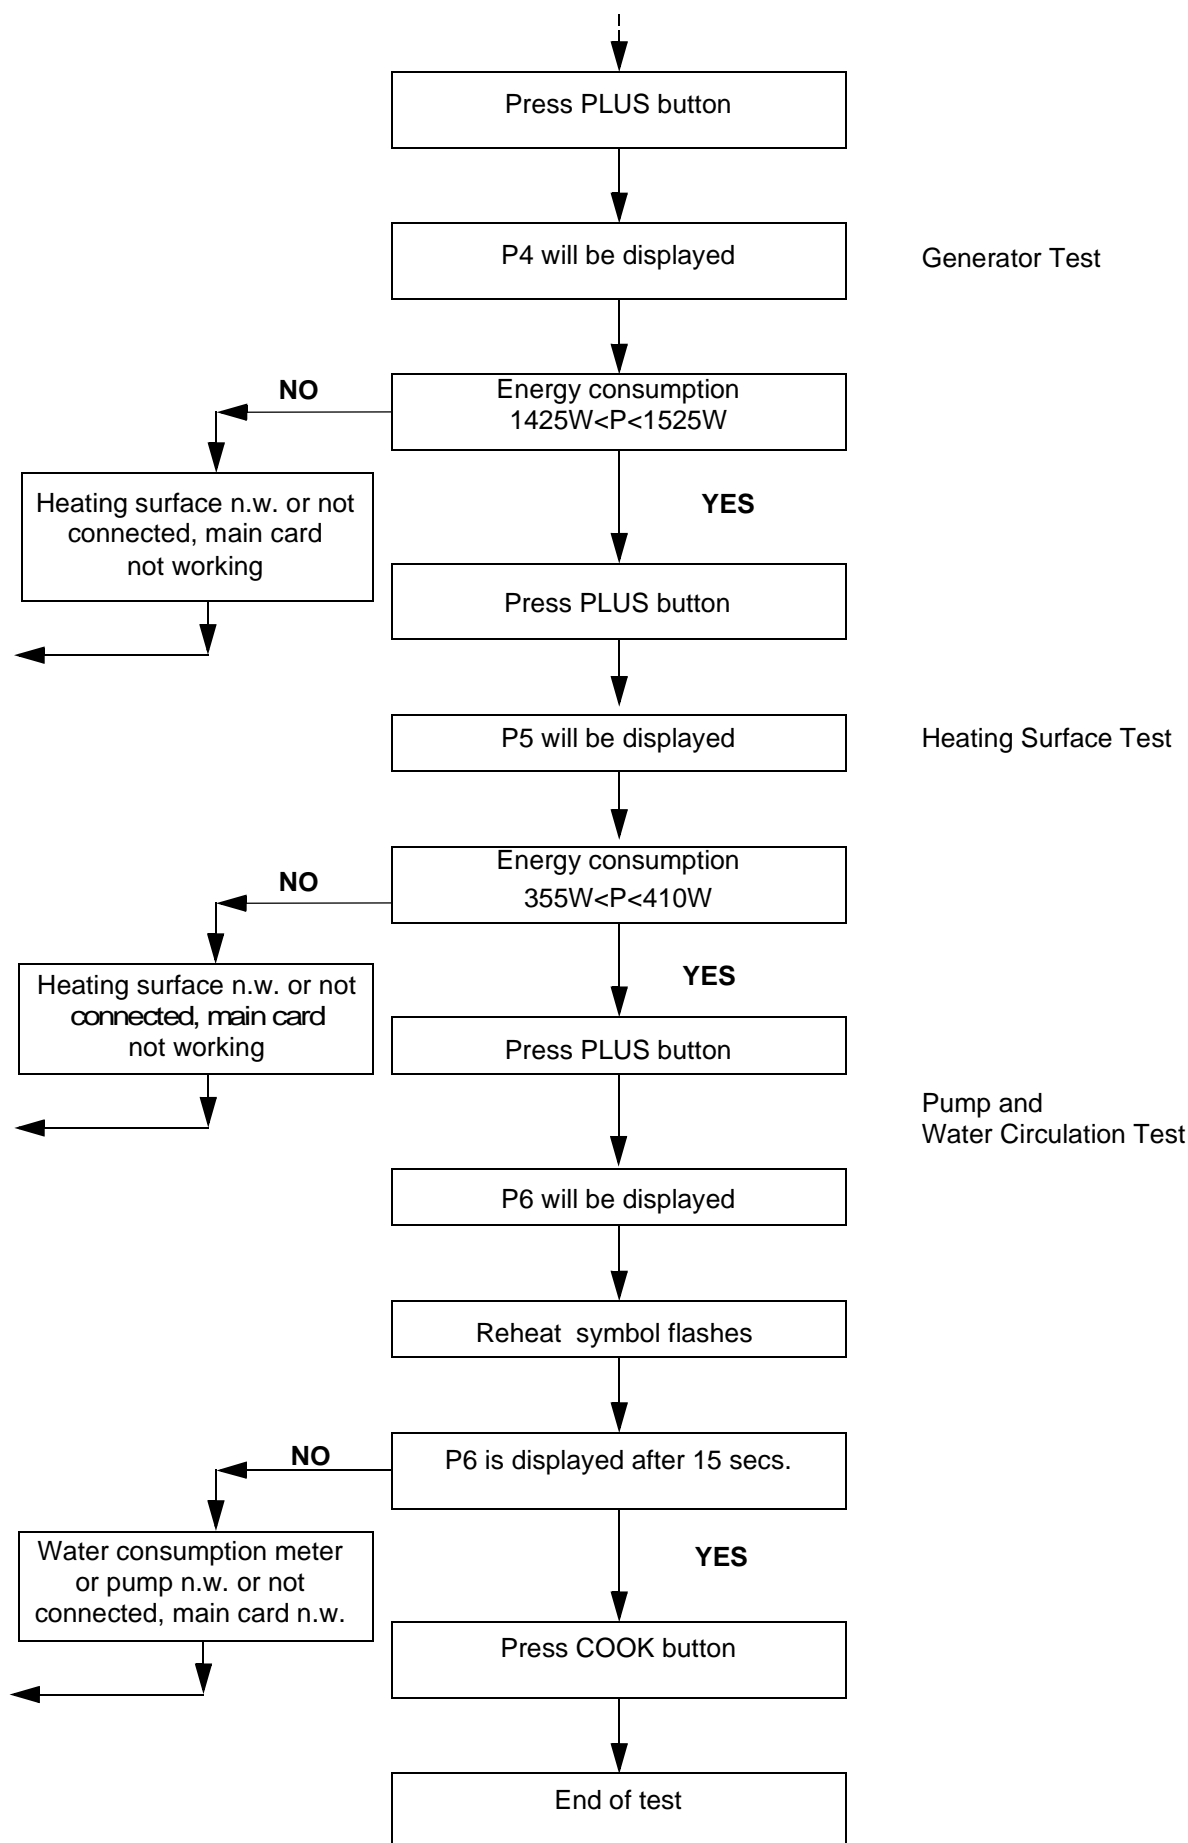 Press PLUS button
P4 will be displayed
Generator Test
Energy consumption
1425W<P<1525W
NO
Heating surface n.w. or not
connected, main card
not working
YES
Press PLUS button
P5 will be displayed
Heating Surface Test
Energy consumption
355W<P<410W
NO
Heating surface n.w. or not
connected, main card
not working
YES
Press PLUS button
Pump and
Water Circulation Test
P6 will be displayed
Reheat symbol flashes
P6 is displayed after 15 secs.
NO
Water consumption meter
or pump n.w. or not
connected, main card n.w.
YES
Press COOK button
End of test